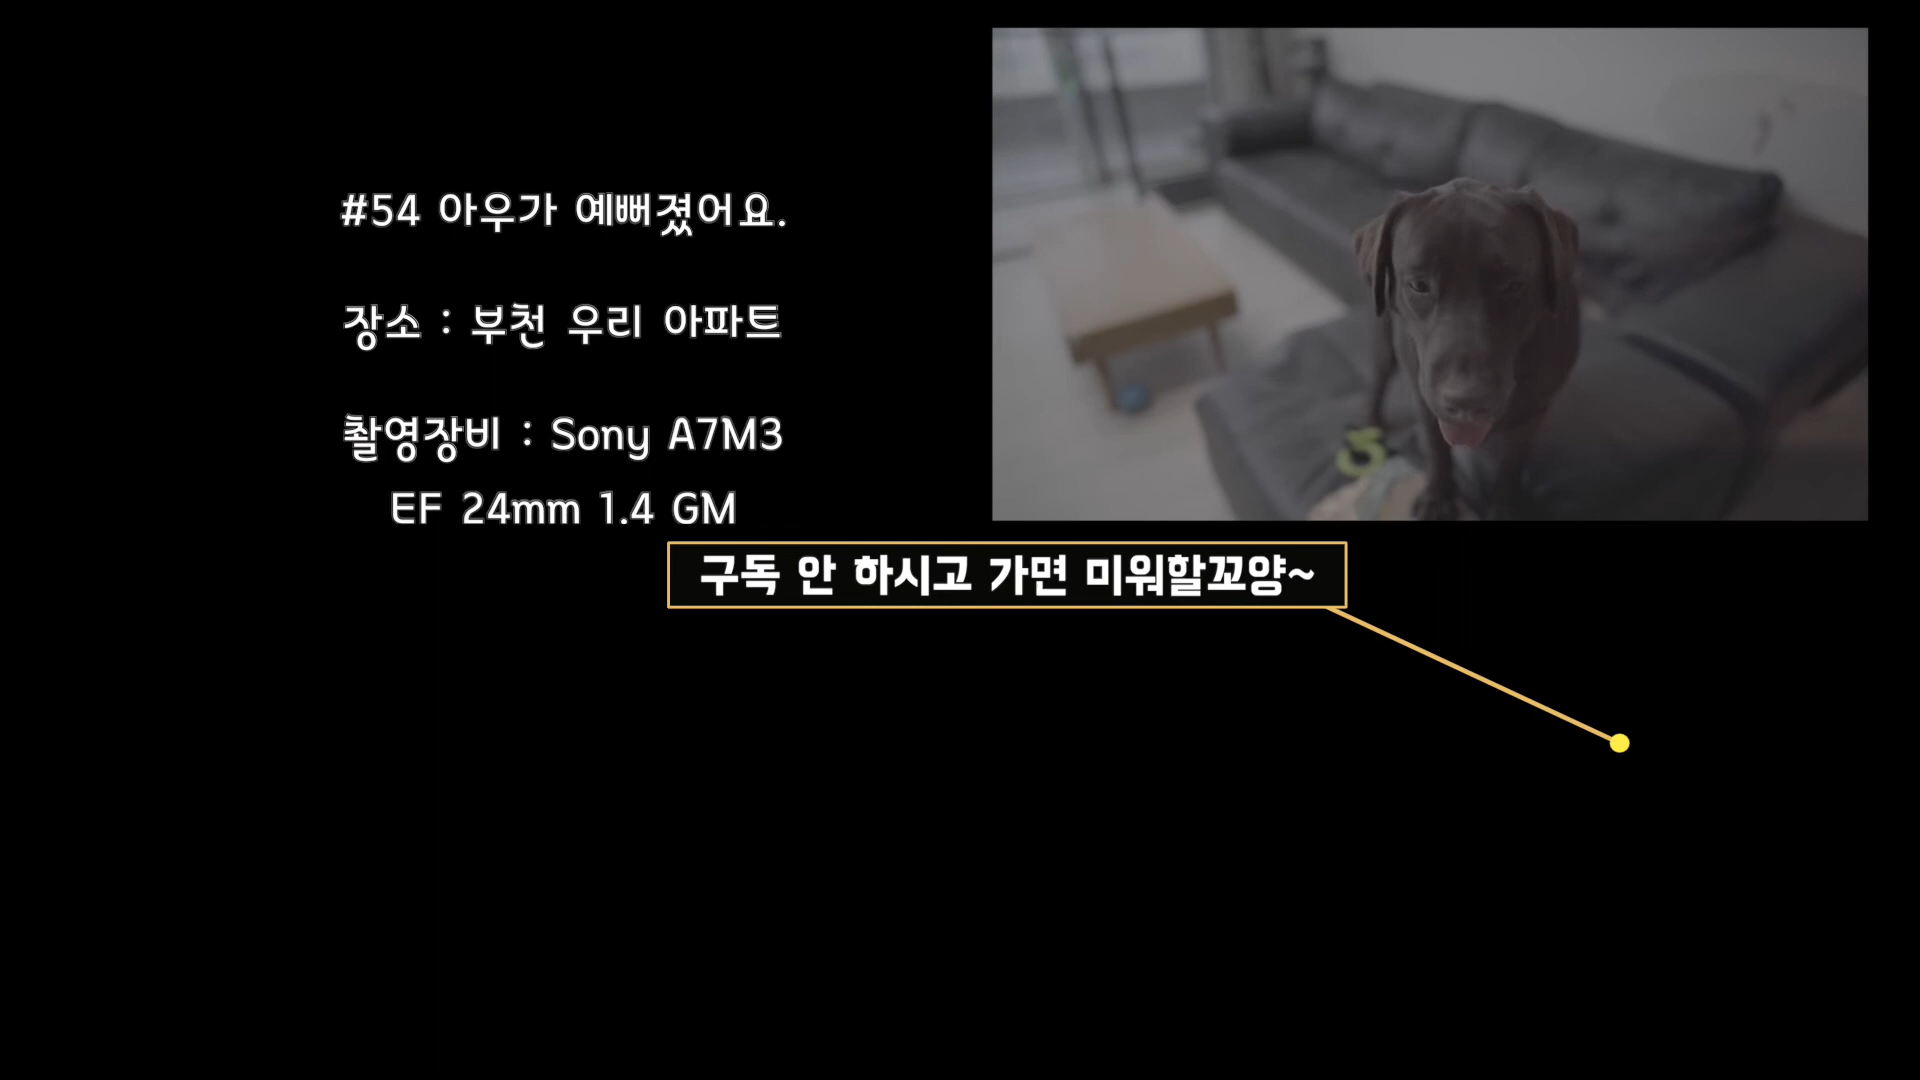 #54 아우가 예뻐졌어요.
장소 : 부천 우리 아파트
촬영장비 : Sony A7M3
EF 24mm 1.4 GM
구독 안 하시고 가면 미워할꼬양~